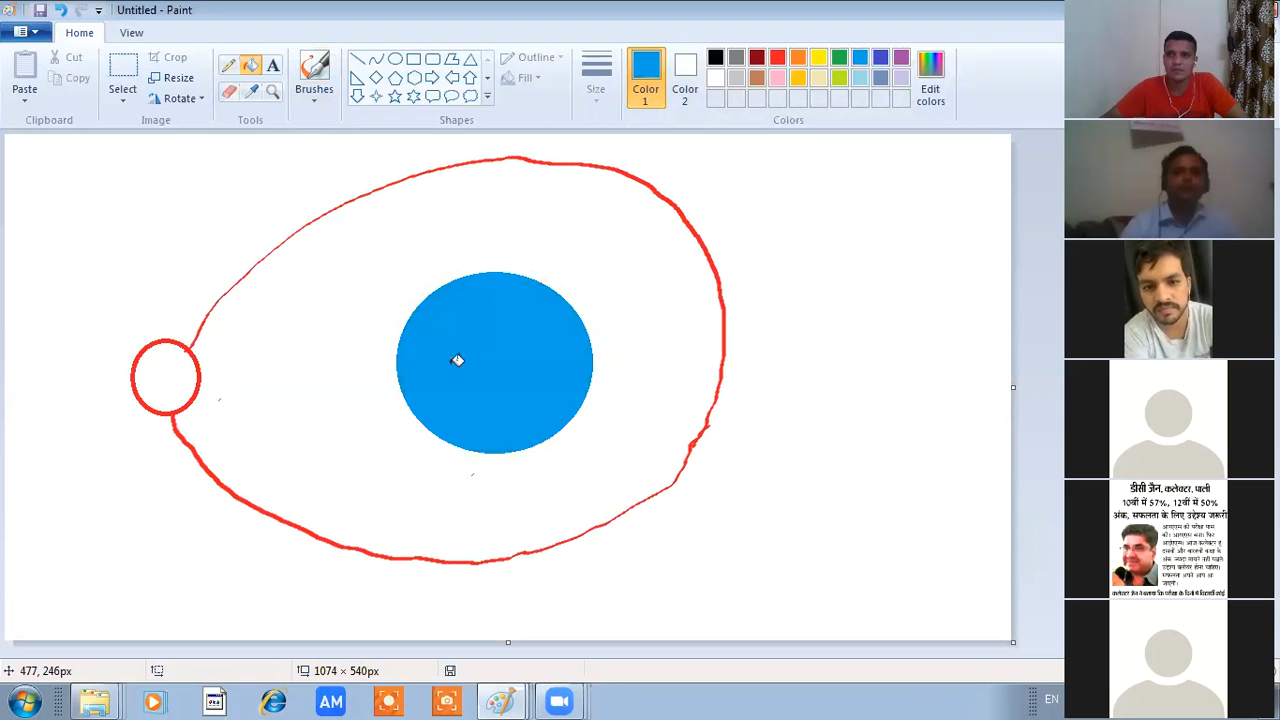 Untitled - Paint
Home
View
Paste
Cut
Copy
Clipboard
Select
Crop
Resize
Rotate
Image
A
Tools
Brushes
Shapes
Outline
Fill
Size
Color
1
Color
2
Edit
colors
Colors
डीसी जैन, कलेक्टर, पाली
10वीं में 57%, 12वीं में 50%
अंक, सफलता के लिए उद्देश्य जरूरी
477, 246px
1074 × 540px
AM
EN